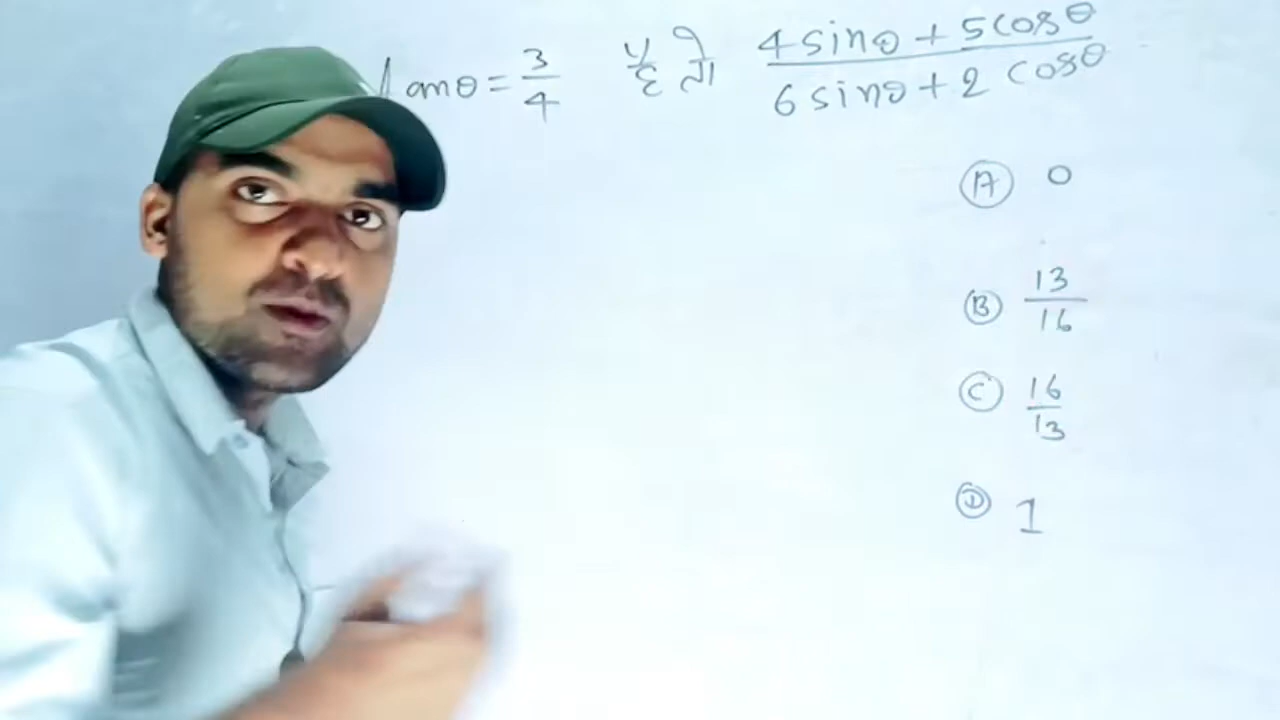 tanθ = 3/4 तो 4 sinθ + 5 cosθ / 6 sinθ + 2 cosθ
Ⓐ 0
Ⓑ 13/16
Ⓒ 16/13
Ⓓ 1